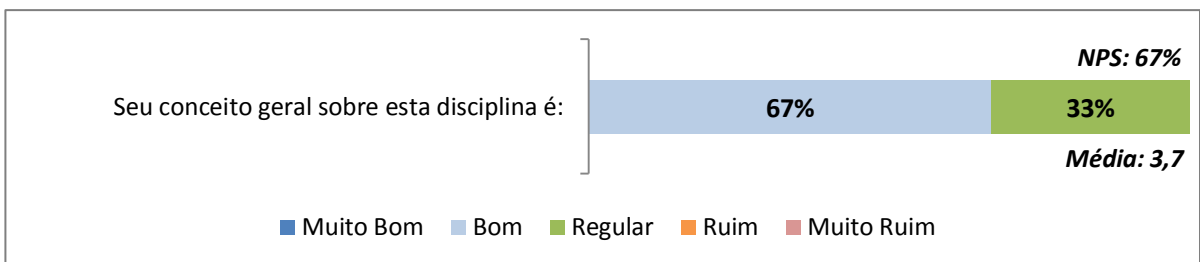 NPS: 67%
Seu conceito geral sobre esta disciplina é:
67%
33%
Média: 3,7
Muito Bom
Bom
Regular
Ruim
Muito Ruim